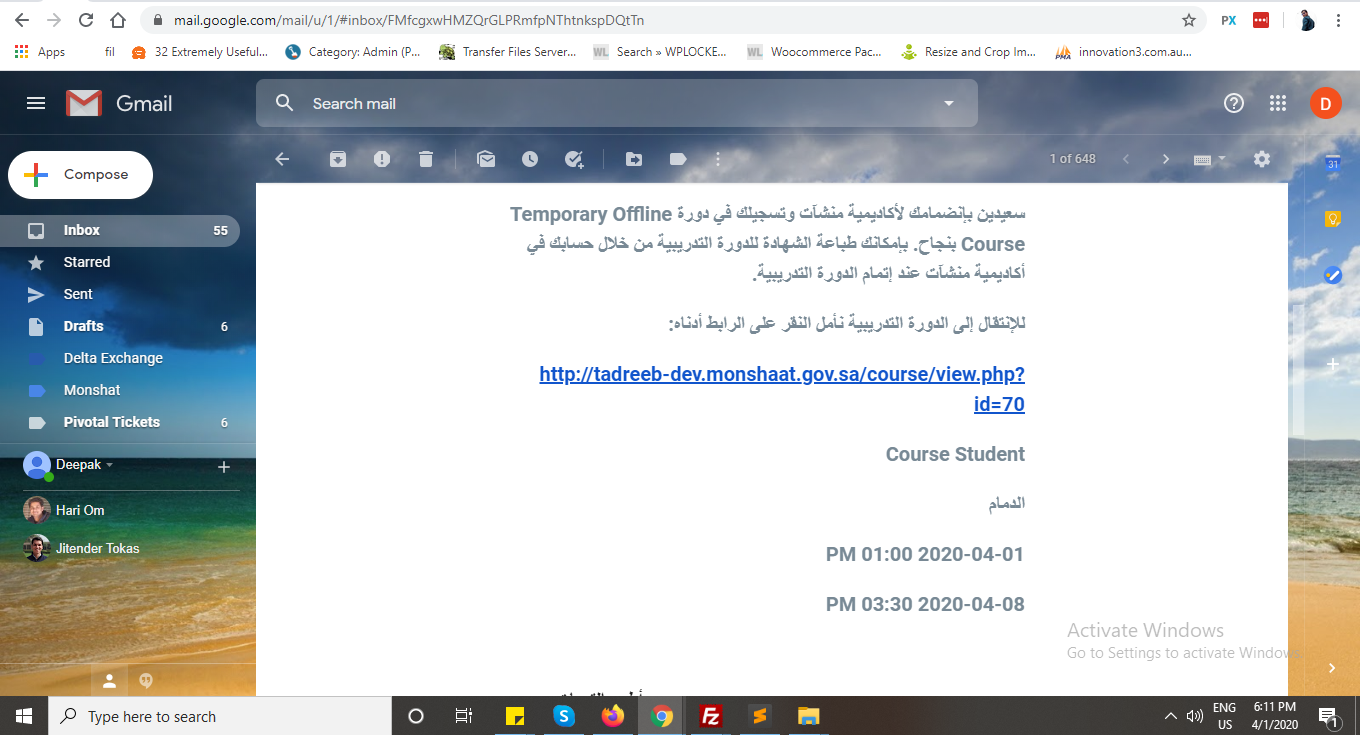 mail.google.com/mail/u/1/#inbox/FMfcgxwHMZQrGLPRmfpNThtnkspDQtTn
PX
Apps
fil
32 Extremely Useful...
Category: Admin (P...
Transfer Files Server...
WL
Search » WPLOCKE...
WL
Woocommerce Pac...
Resize and Crop Im...
PMA
innovation3.com.au...
Gmail
Search mail
D
Compose
1 of 648
31
Inbox 55
Starred
Sent
Drafts 6
Delta Exchange
Monshat
Pivotal Tickets 6
Deepak
Hari Om
Jitender Tokas
سعيدين بإنضمامك لأكاديمية منشآت وتسجيلك في دورة Temporary Offline
Course بنجاح. بإمكانك طباعة الشهادة للدورة التدريبية من خلال حسابك في
أكاديمية منشآت عند إتمام الدورة التدريبية.
للإنتقال إلى الدورة التدريبية نأمل النقر على الرابط أدناه:
http://tadreeb-dev.monshaat.gov.sa/course/view.php?
id=70
Course Student
الدمام
PM 01:00 2020-04-01
PM 03:30 2020-04-08
Activate Windows
Go to Settings to activate Windows
Type here to search
S
Fz
ENG
US
6:11 PM
4/1/2020
1